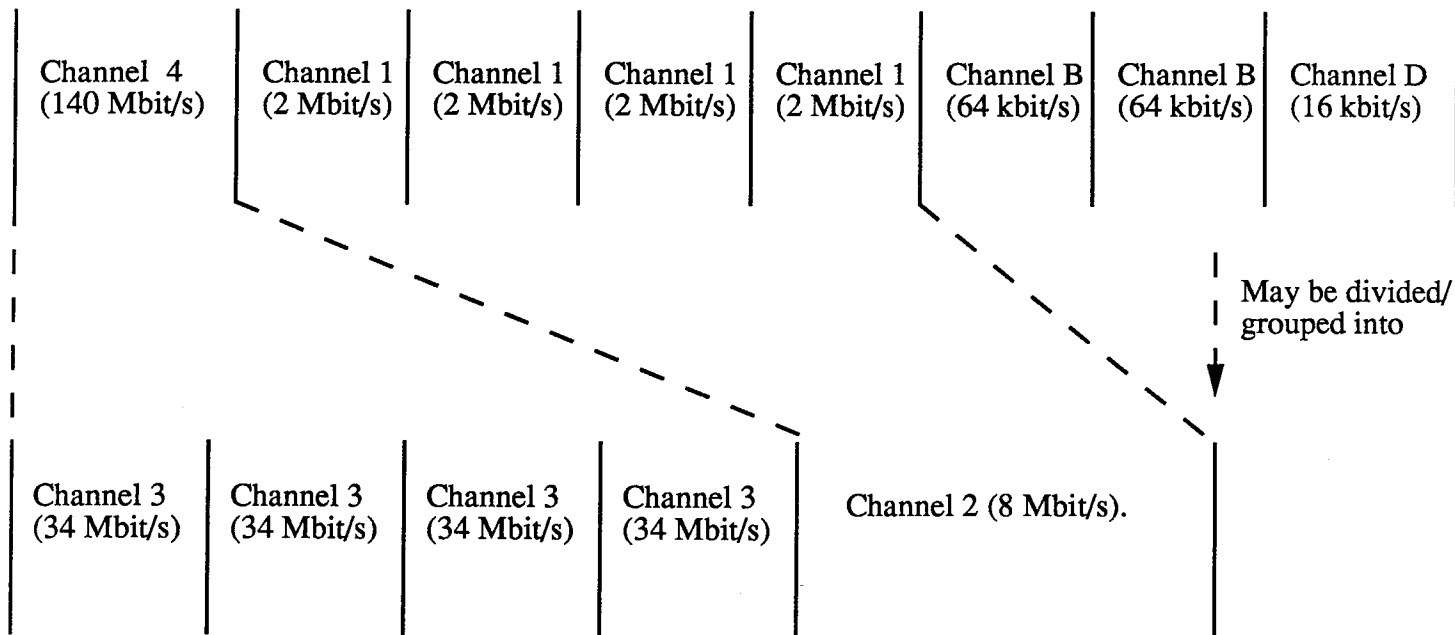 Channel 4
(140 Mbit/s)
Channel 1
(2 Mbit/s)
Channel 1
(2 Mbit/s)
Channel 1
(2 Mbit/s)
Channel 1
(2 Mbit/s)
Channel B
(64 kbit/s)
Channel B
(64 kbit/s)
Channel D
(16 kbit/s)
May be divided/
grouped into
Channel 3
(34 Mbit/s)
Channel 3
(34 Mbit/s)
Channel 3
(34 Mbit/s)
Channel 3
(34 Mbit/s)
Channel 2 (8 Mbit/s).